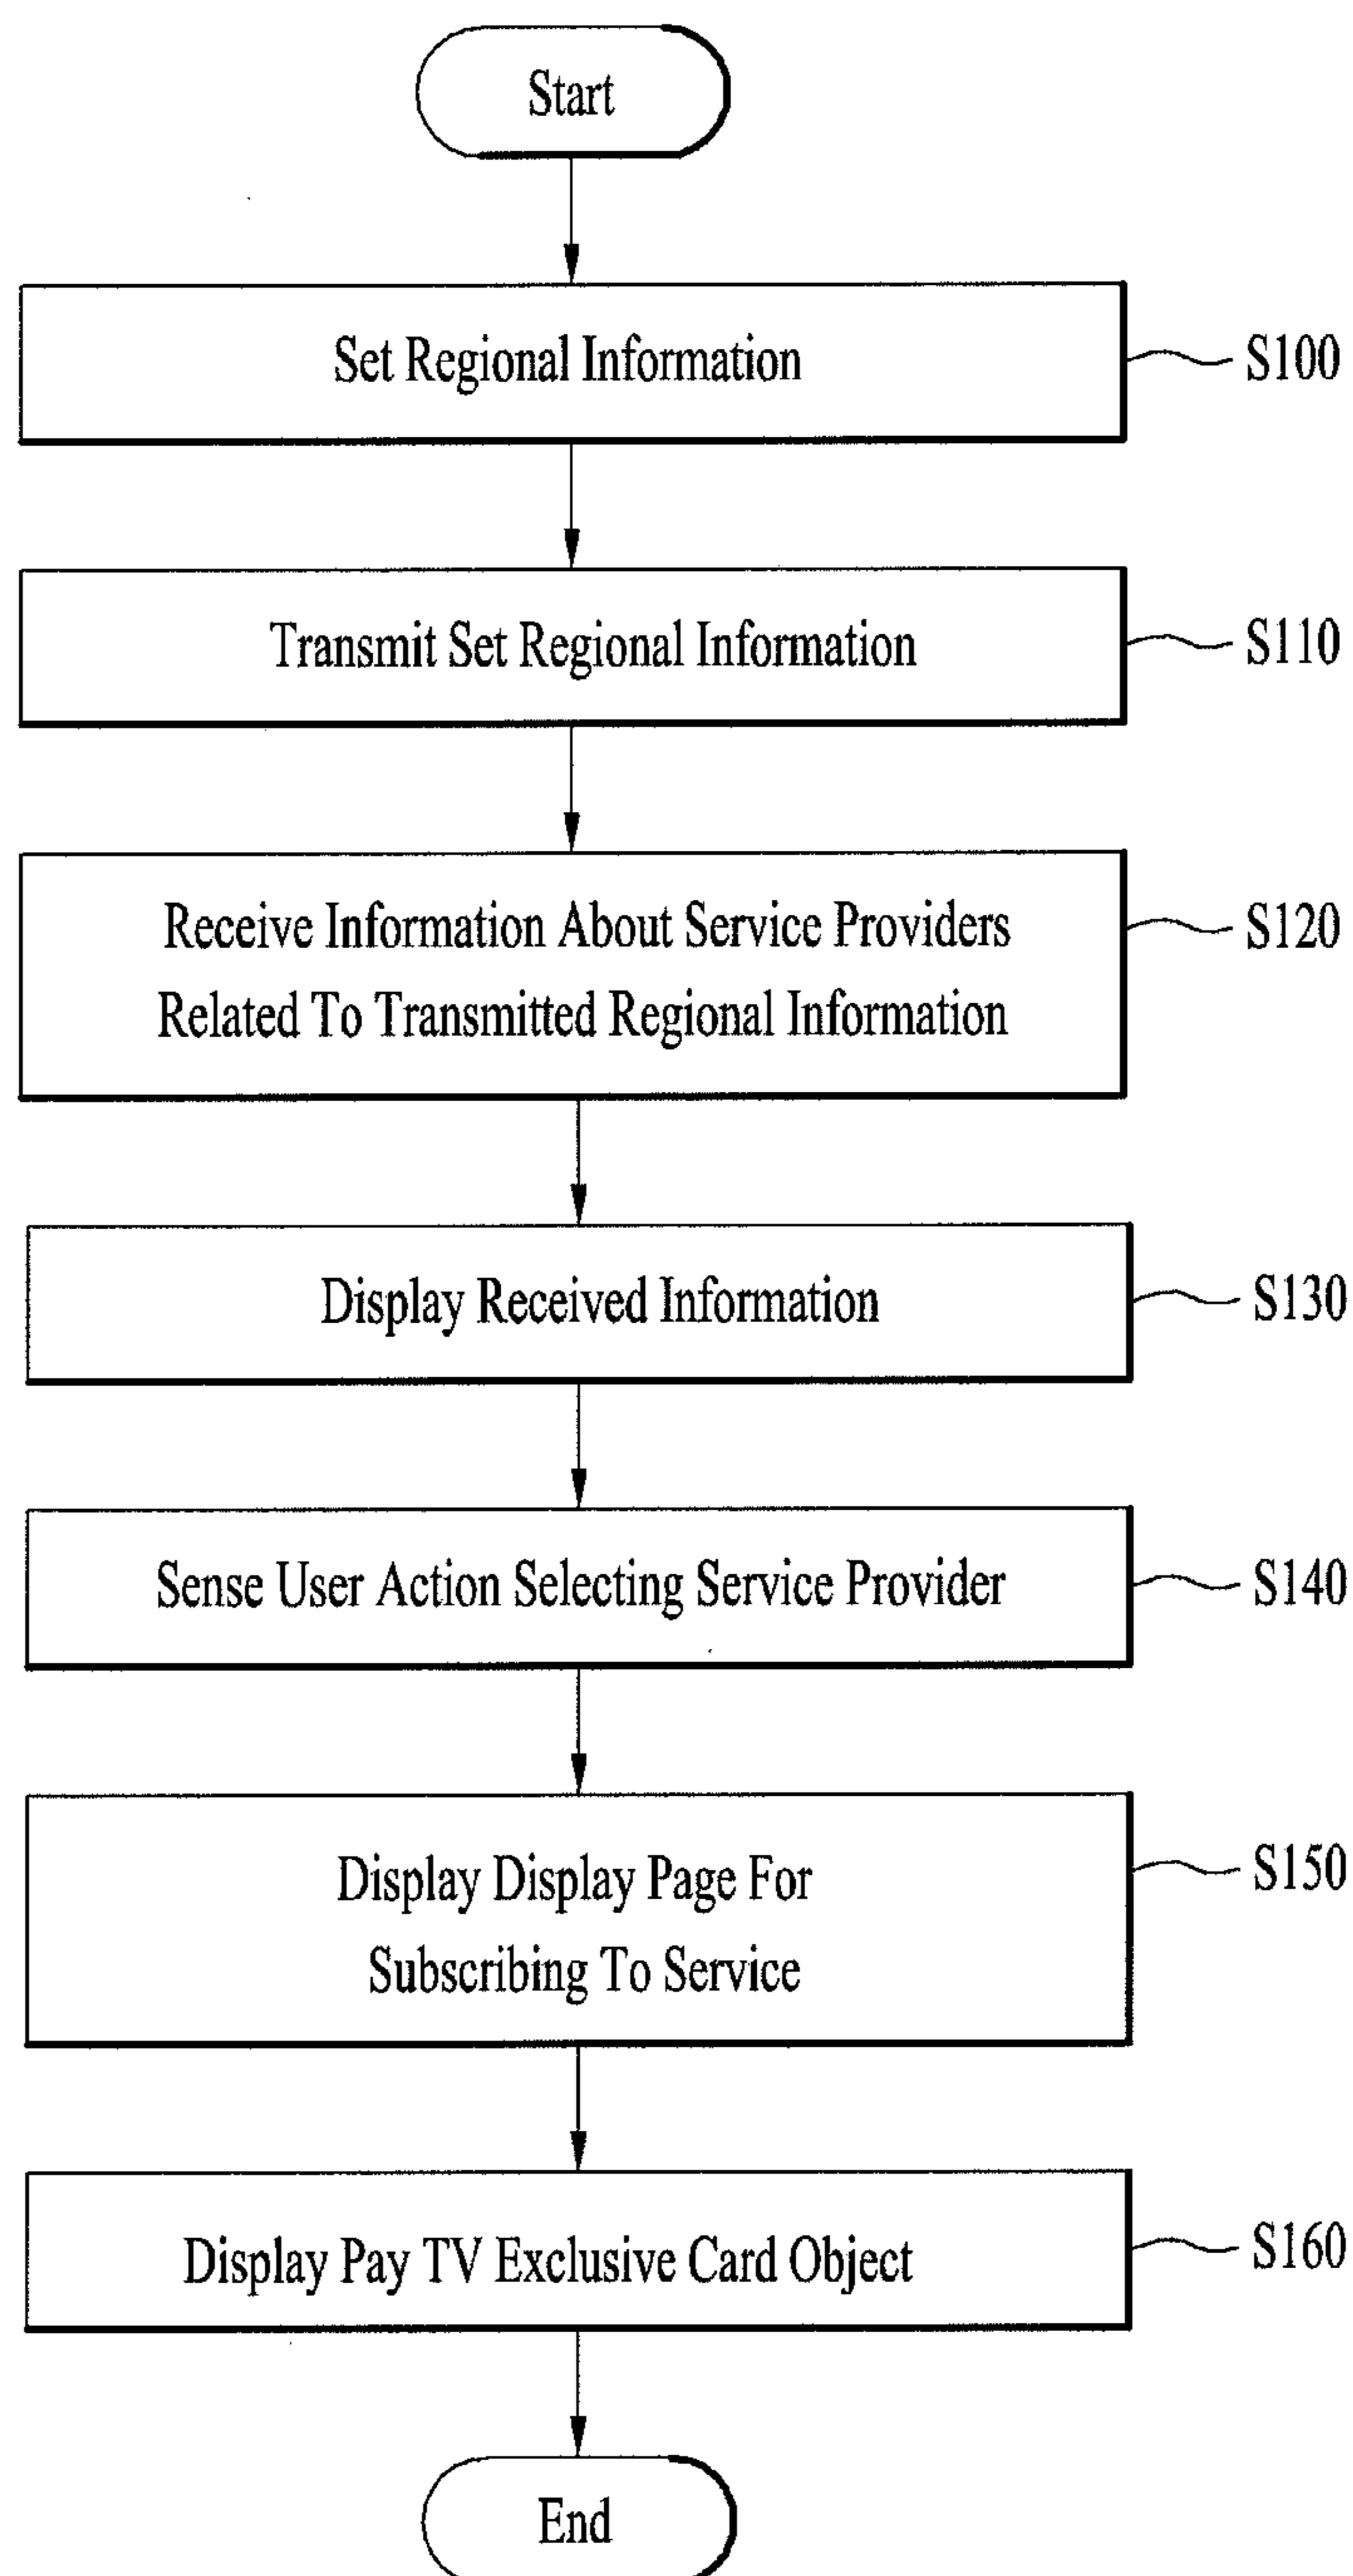 Start
Set Regional Information
S100
Transmit Set Regional Information
S110
Receive Information About Service Providers
Related To Transmitted Regional Information
S120
Display Received Information
S130
Sense User Action Selecting Service Provider
S140
Display Display Page For
Subscribing To Service
S150
Display Pay TV Exclusive Card Object
S160
End